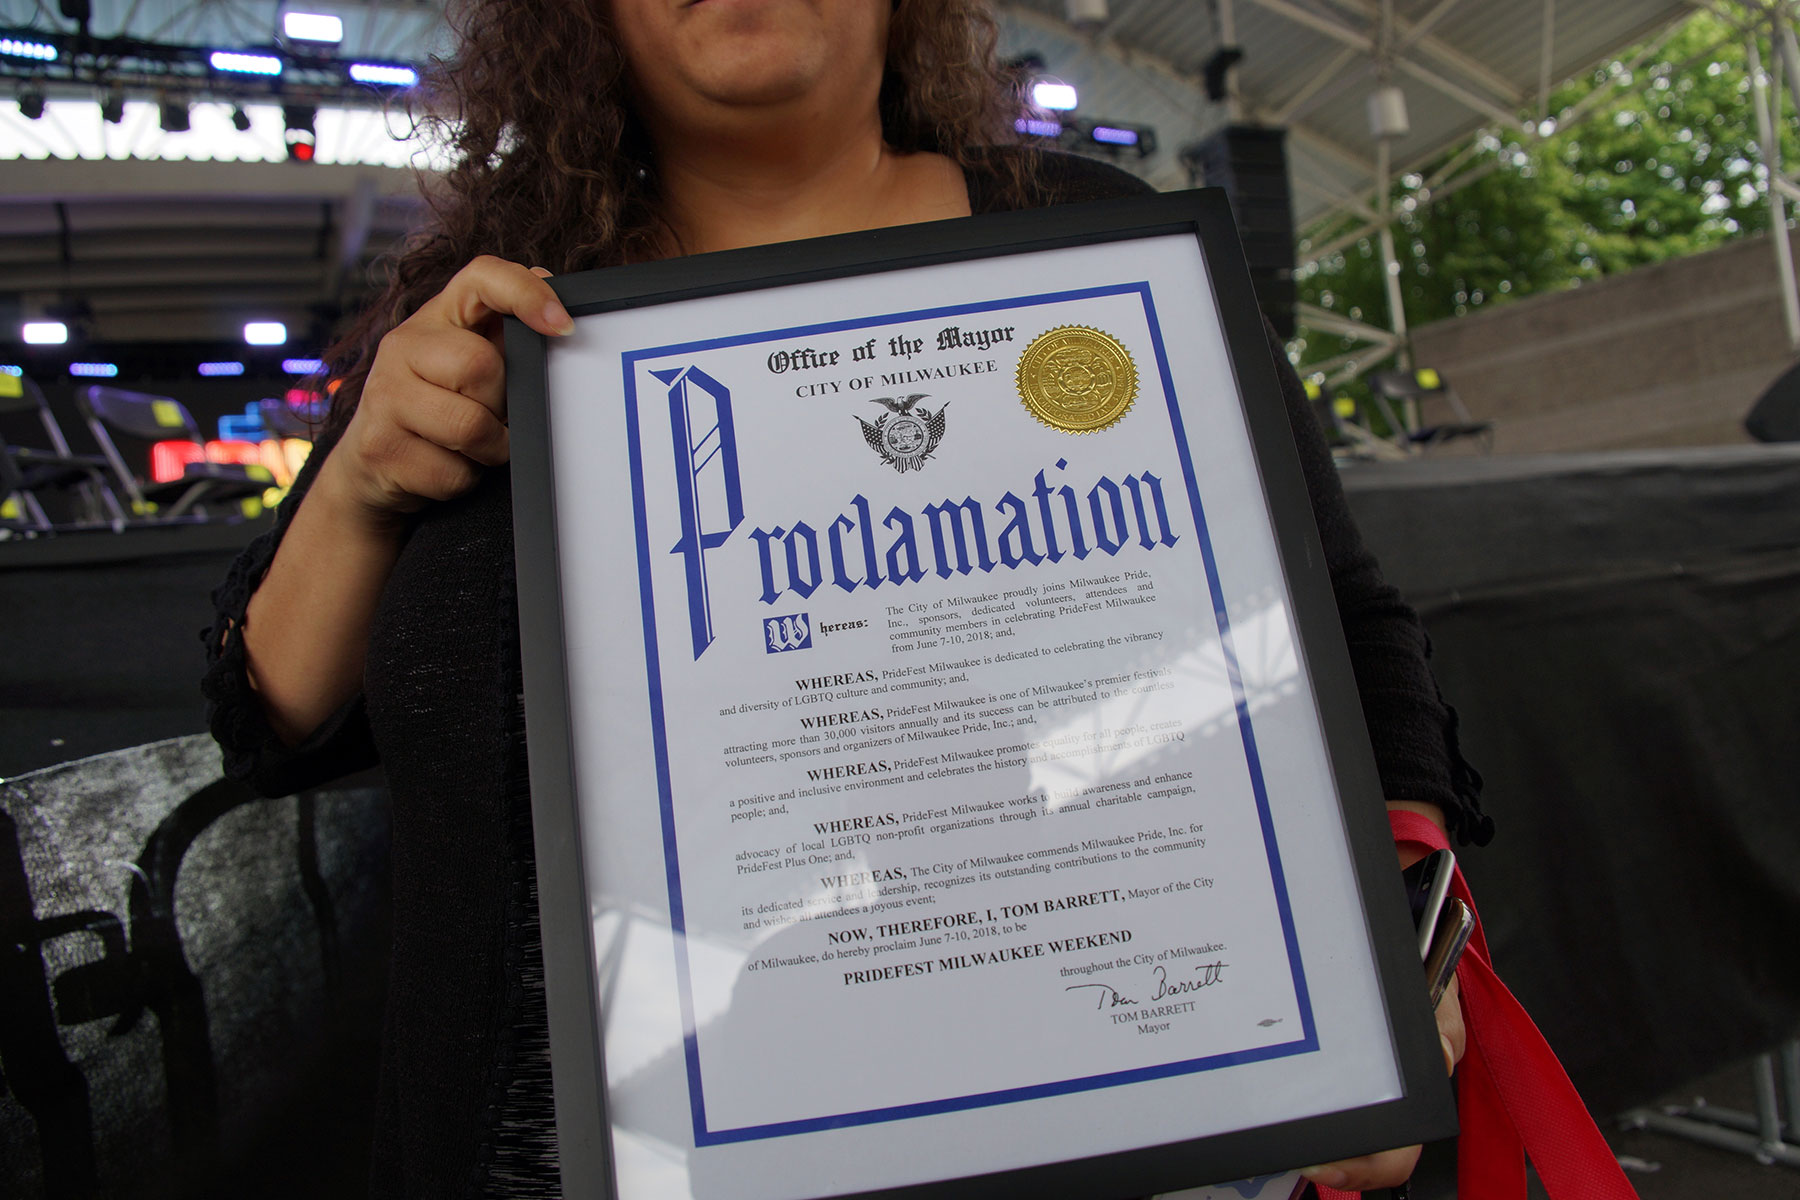 Office of the Mayor
CITY OF MILWAUKEE
Proclamation
Whereas:
The City of Milwaukee proudly joins Milwaukee Pride,
Inc., sponsors, dedicated volunteers, attendees and
community members in celebrating PrideFest Milwaukee
from June 7-10, 2018; and,
WHEREAS, PrideFest Milwaukee is dedicated to celebrating the vibrancy
and diversity of LGBTQ culture and community; and,
WHEREAS, PrideFest Milwaukee is one of Milwaukee's premier festivals
attracting more than 30,000 visitors annually and its success can be attributed to the countless
volunteers, sponsors and organizers of Milwaukee Pride, Inc.; and,
WHEREAS, PrideFest Milwaukee promotes equality for all people, creates
a positive and inclusive environment and celebrates the history and accomplishments of LGBTQ
people; and,
WHEREAS, PrideFest Milwaukee works to build awareness and enhance
advocacy of local LGBTQ non-profit organizations through its annual charitable campaign,
PrideFest Plus One; and,
WHEREAS, The City of Milwaukee commends Milwaukee Pride, Inc. for
its dedicated service and leadership, recognizes its outstanding contributions to the community
and wishes all attendees a joyous event;
NOW, THEREFORE, I, TOM BARRETT, Mayor of the City
of Milwaukee, do hereby proclaim June 7-10, 2018, to be
PRIDEFEST MILWAUKEE WEEKEND
throughout the City of Milwaukee.
Tom Barrett
TOM BARRETT
Mayor